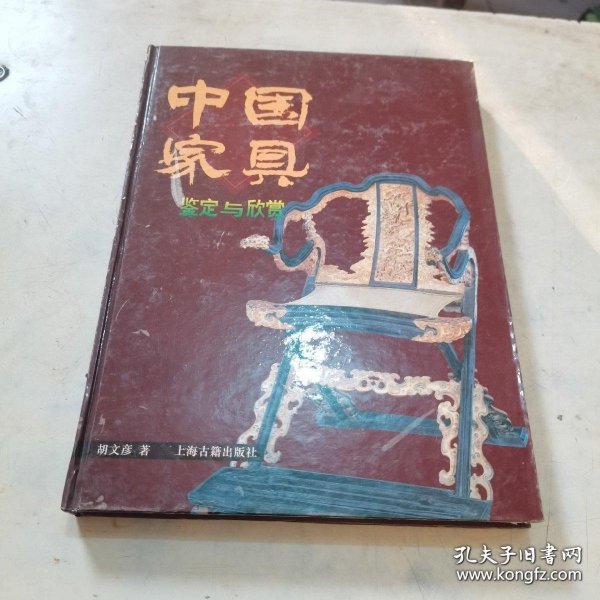 中国
家具
鉴定与欣赏
胡文彦 著 上海古籍出版社
孔夫子旧书网
www.kongfz.com